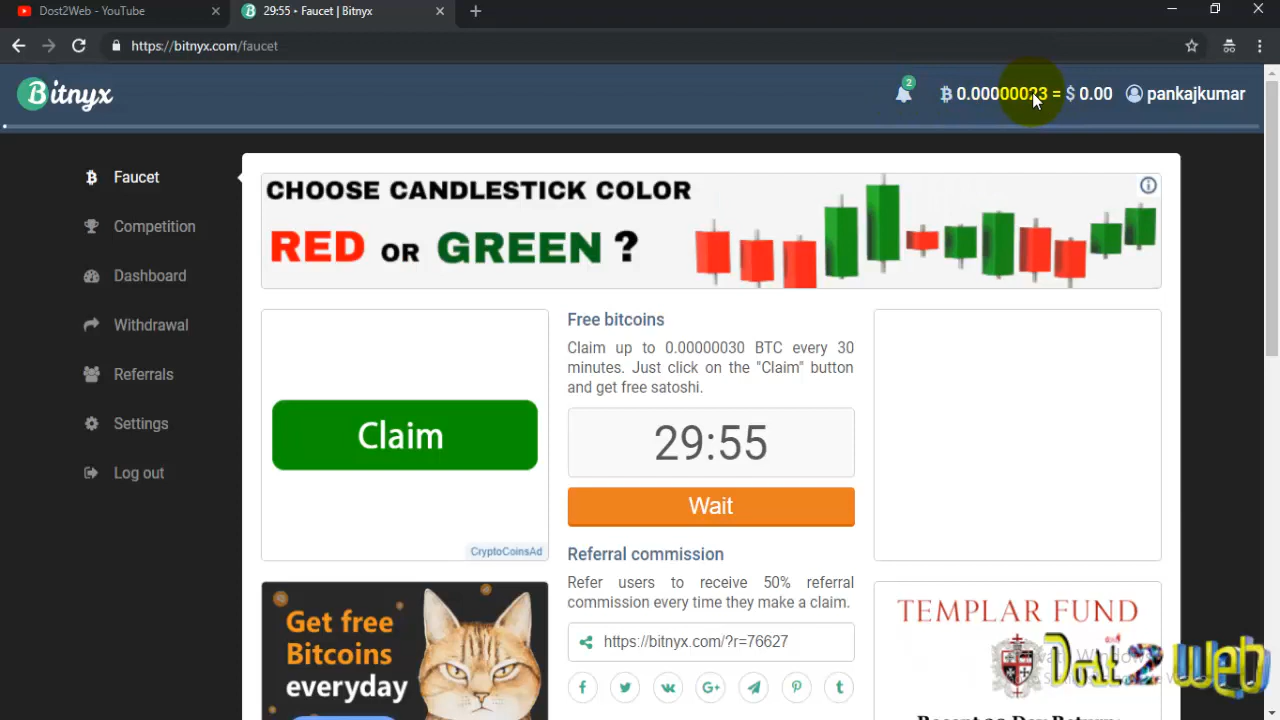 Dost2Web - YouTube
29:55 • Faucet | Bitnyx
https://bitnyx.com/faucet
Bitnyx
2
0.00000023 = $ 0.00
pankajkumar
Faucet
Competition
Dashboard
Withdrawal
Referrals
Settings
Log out
CHOOSE CANDLESTICK COLOR
RED OR GREEN ?
Claim
CryptoCoinsAd
Free bitcoins
Claim up to 0.00000030 BTC every 30
minutes. Just click on the "Claim" button
and get free satoshi.
29:55
Wait
Referral commission
Refer users to receive 50% referral
commission every time they make a claim.
https://bitnyx.com/?r=76627
Get free
Bitcoins
everyday
TEMPLAR FUND
Dost 2 Web